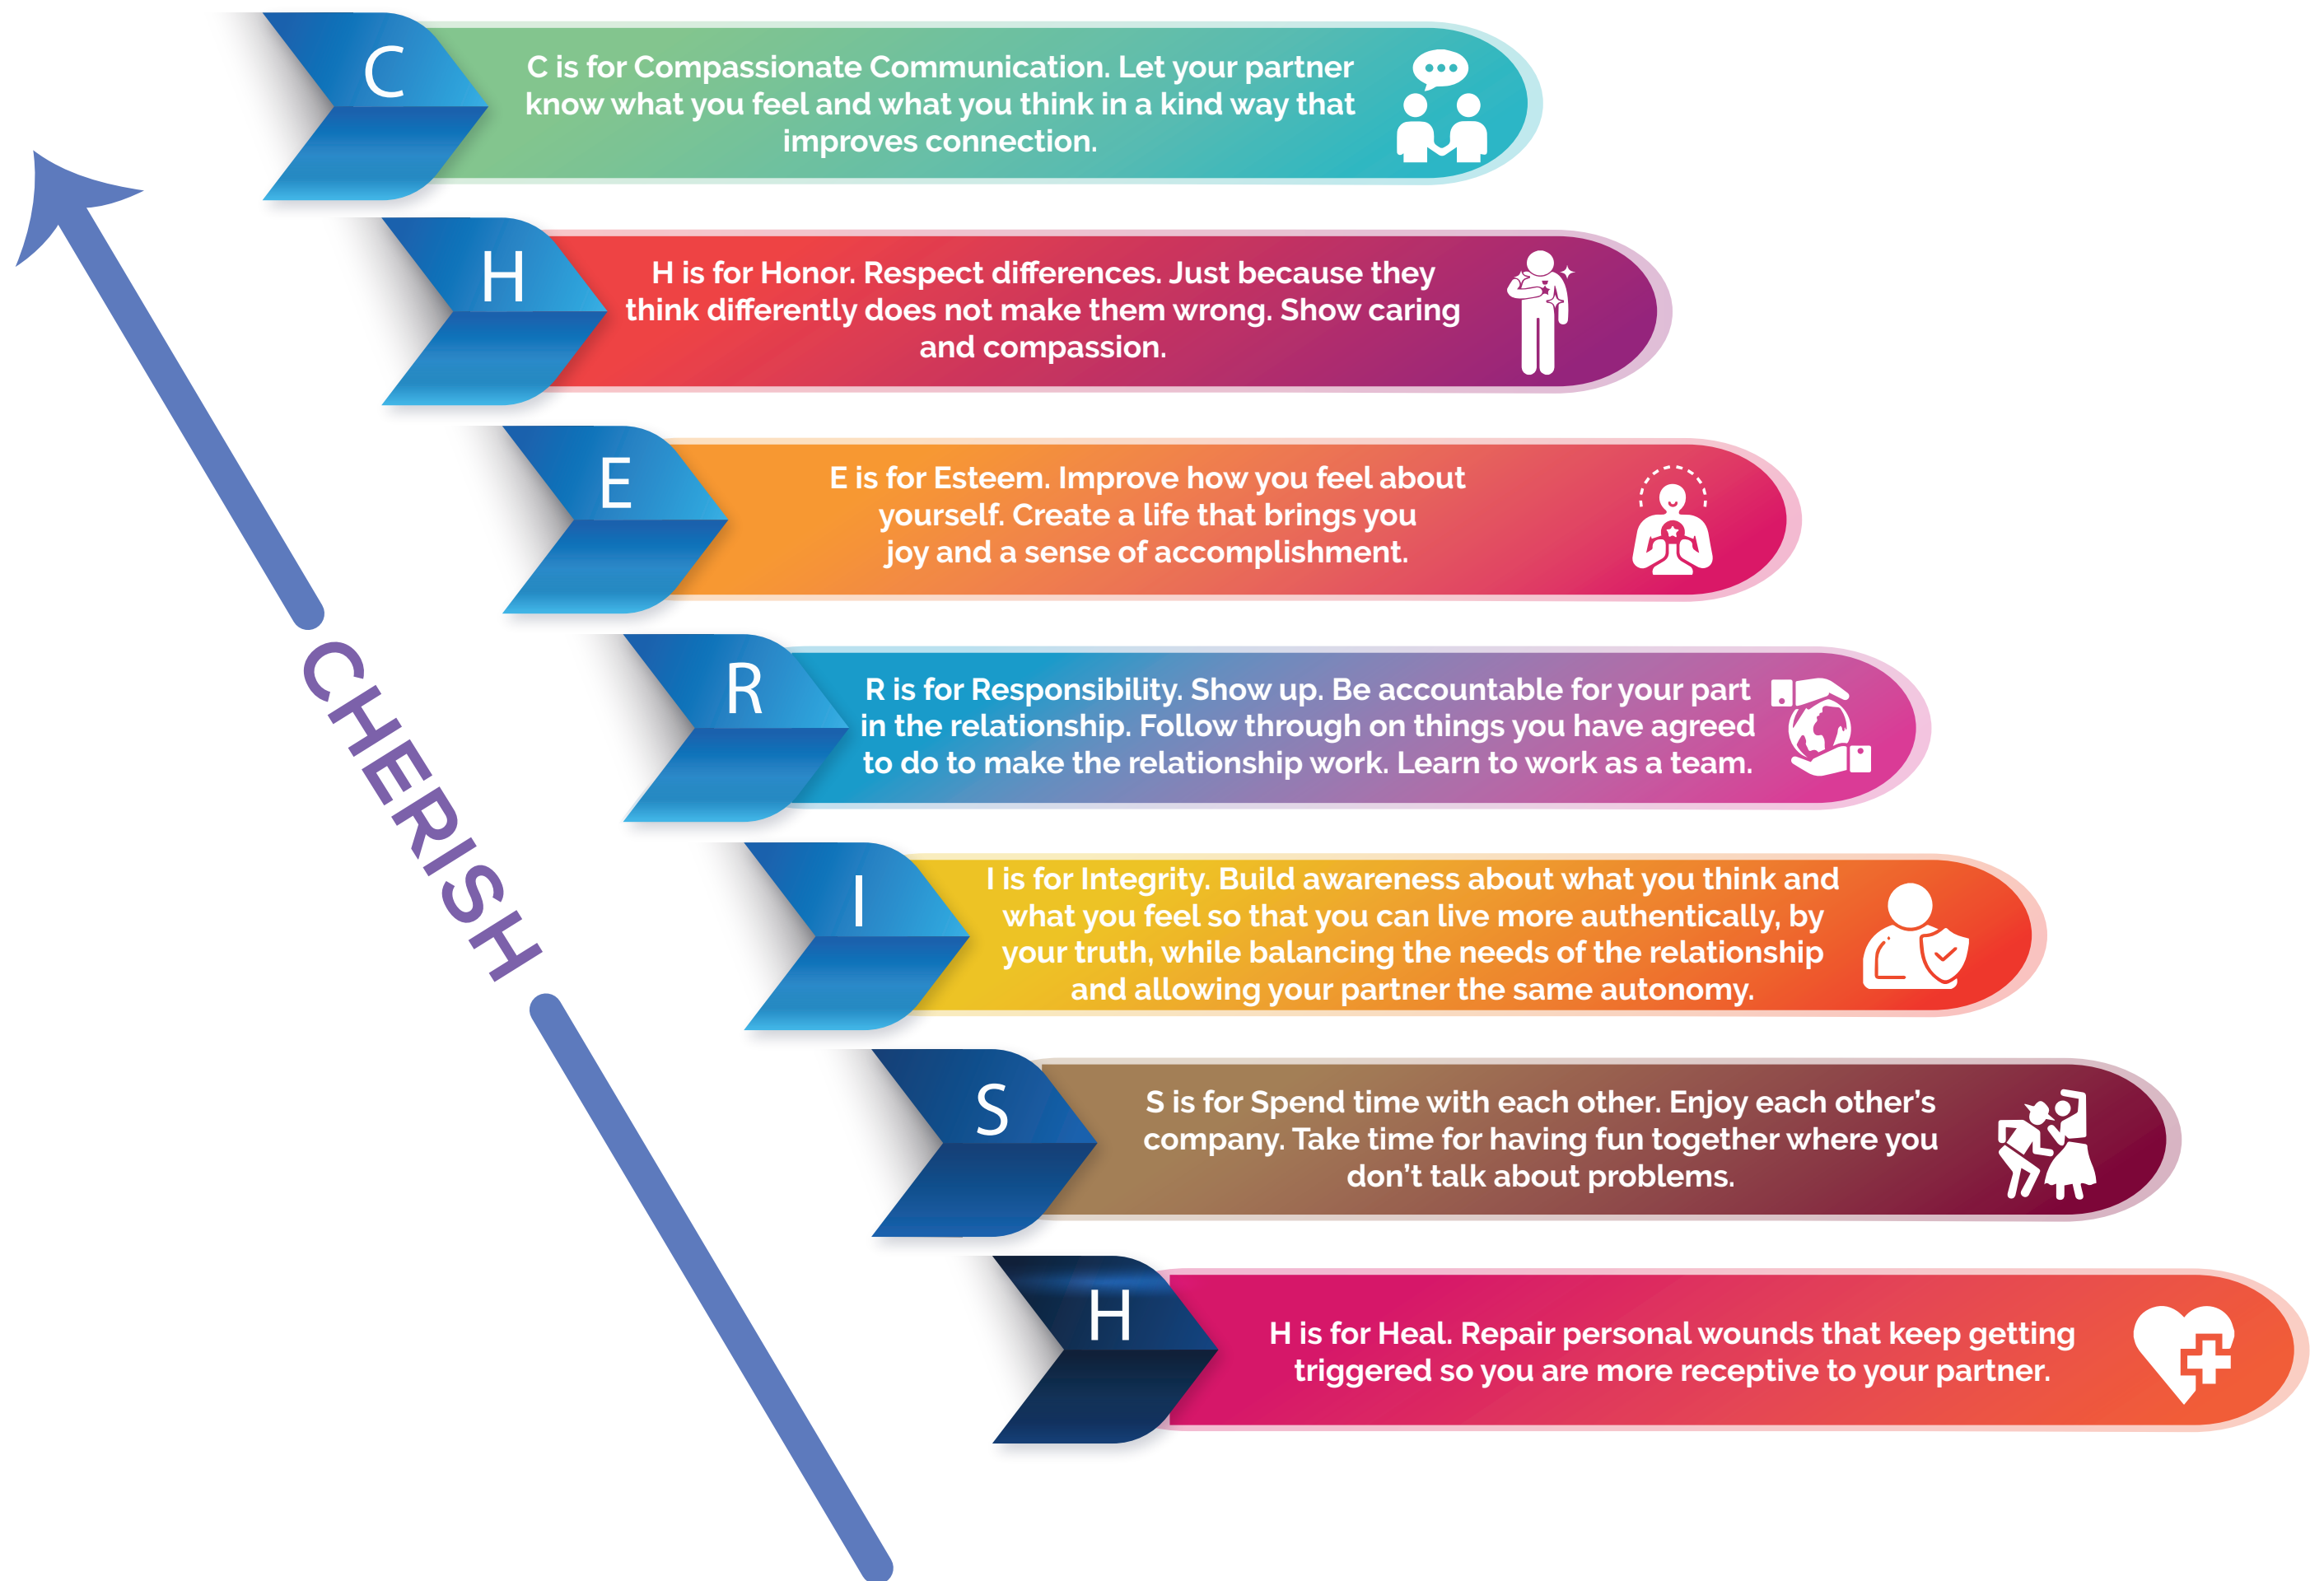 C
C is for Compassionate Communication. Let your partner
know what you feel and what you think in a kind way that
improves connection.
H
H is for Honor. Respect differences. Just because they
think differently does not make them wrong. Show caring
and compassion.
E
E is for Esteem. Improve how you feel about
yourself. Create a life that brings you
joy and a sense of accomplishment.
R
R is for Responsibility. Show up. Be accountable for your part
in the relationship. Follow through on things you have agreed
to do to make the relationship work. Learn to work as a team.
I
I is for Integrity. Build awareness about what you think and
what you feel so that you can live more authentically, by
your truth, while balancing the needs of the relationship
and allowing your partner the same autonomy.
S
S is for Spend time with each other. Enjoy each other’s
company. Take time for having fun together where you
don’t talk about problems.
H
H is for Heal. Repair personal wounds that keep getting
triggered so you are more receptive to your partner.
CHERISH